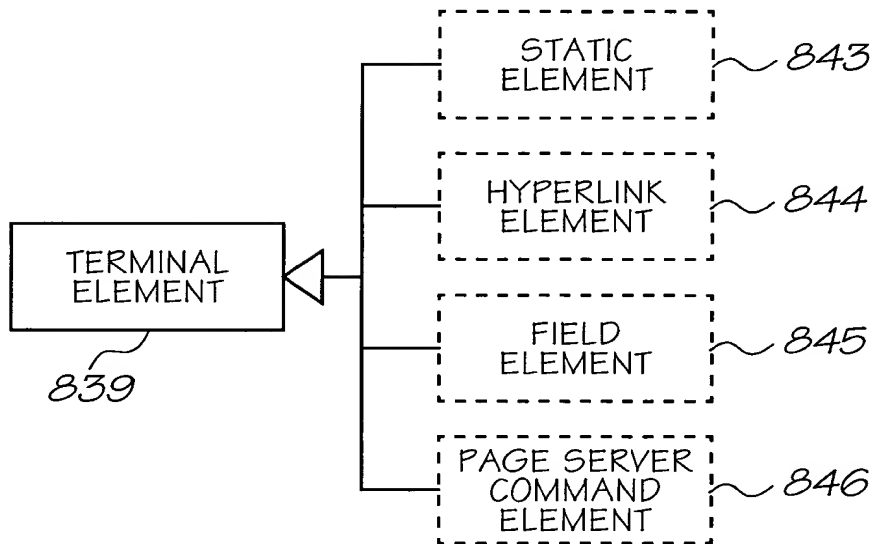 STATIC
ELEMENT
843
HYPERLINK
ELEMENT
844
TERMINAL
ELEMENT
839
FIELD
ELEMENT
845
PAGE SERVER
COMMAND
ELEMENT
846